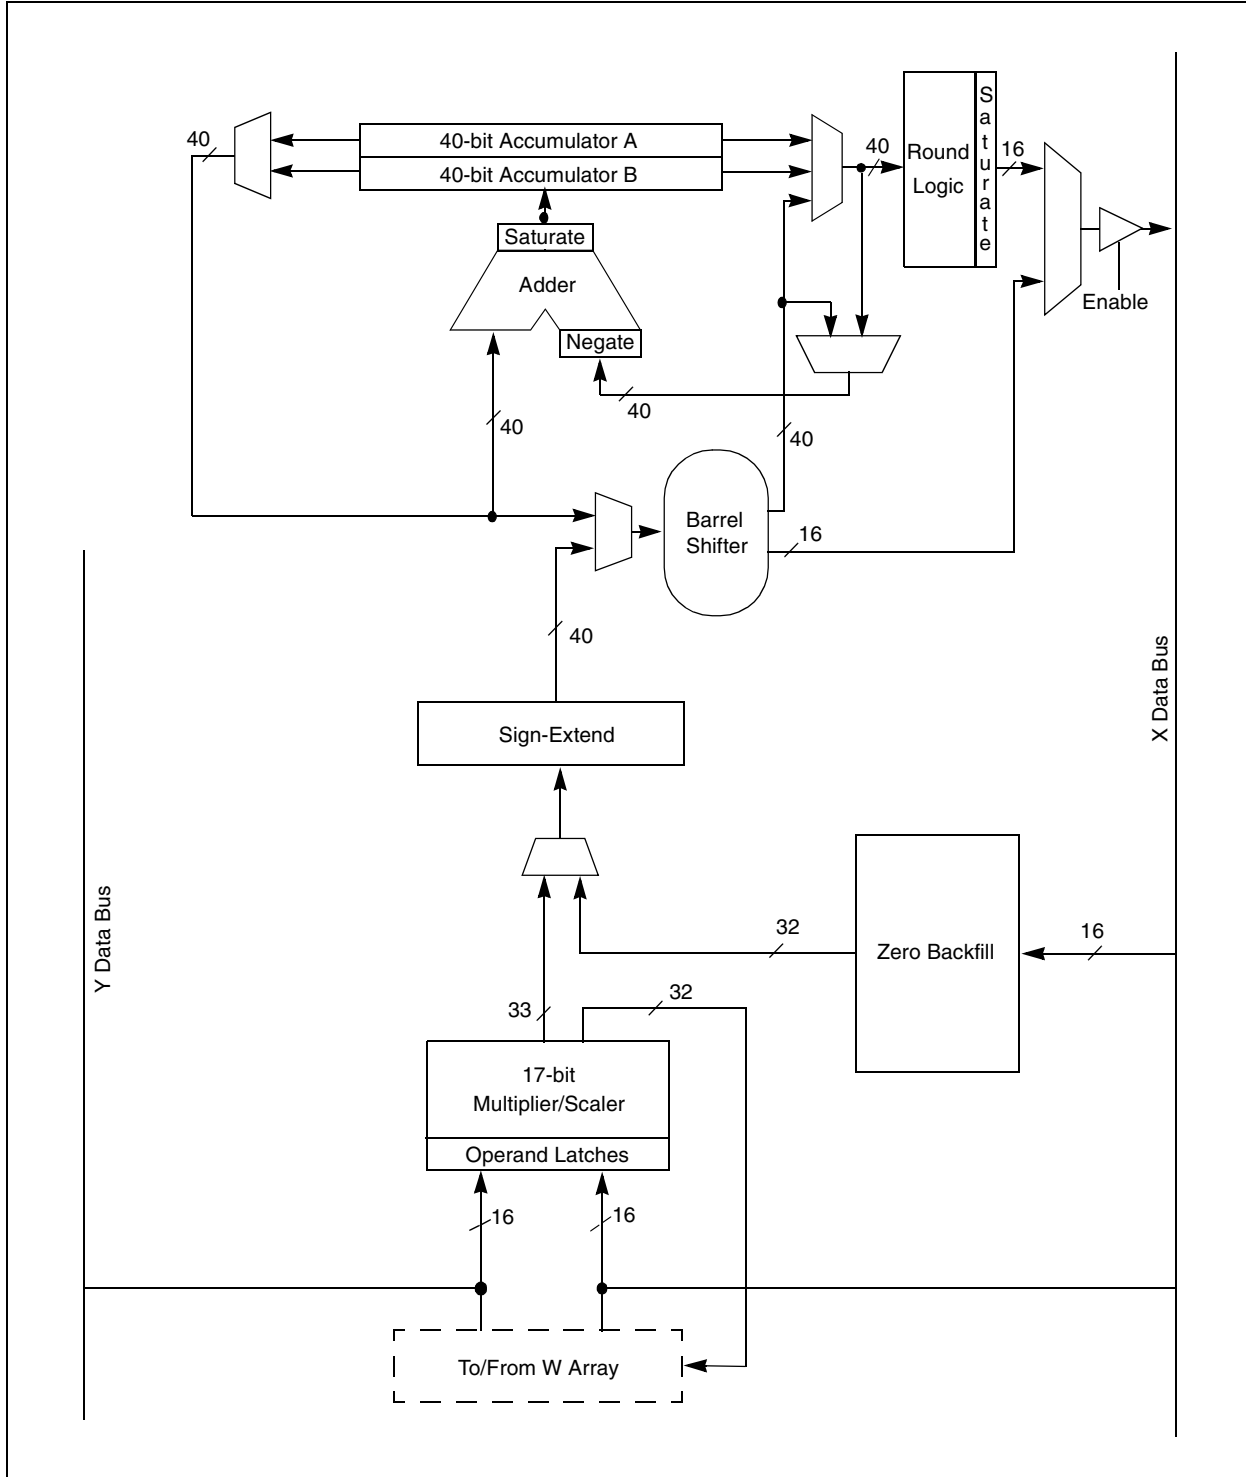 40
40-bit Accumulator A
40-bit Accumulator B
40
Round
Logic
Saturate
16
Saturate
Adder
Negate
Enable
40
40
40
Barrel
Shifter
16
40
X Data Bus
Sign-Extend
Y Data Bus
32
Zero Backfill
16
33
32
17-bit
Multiplier/Scaler
Operand Latches
16
16
To/From W Array